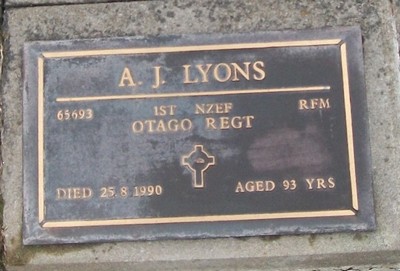 A. J. LYONS
65693 1ST NZEF RFM
OTAGO REGT
DIED 25.8.1990 AGED 93 YRS